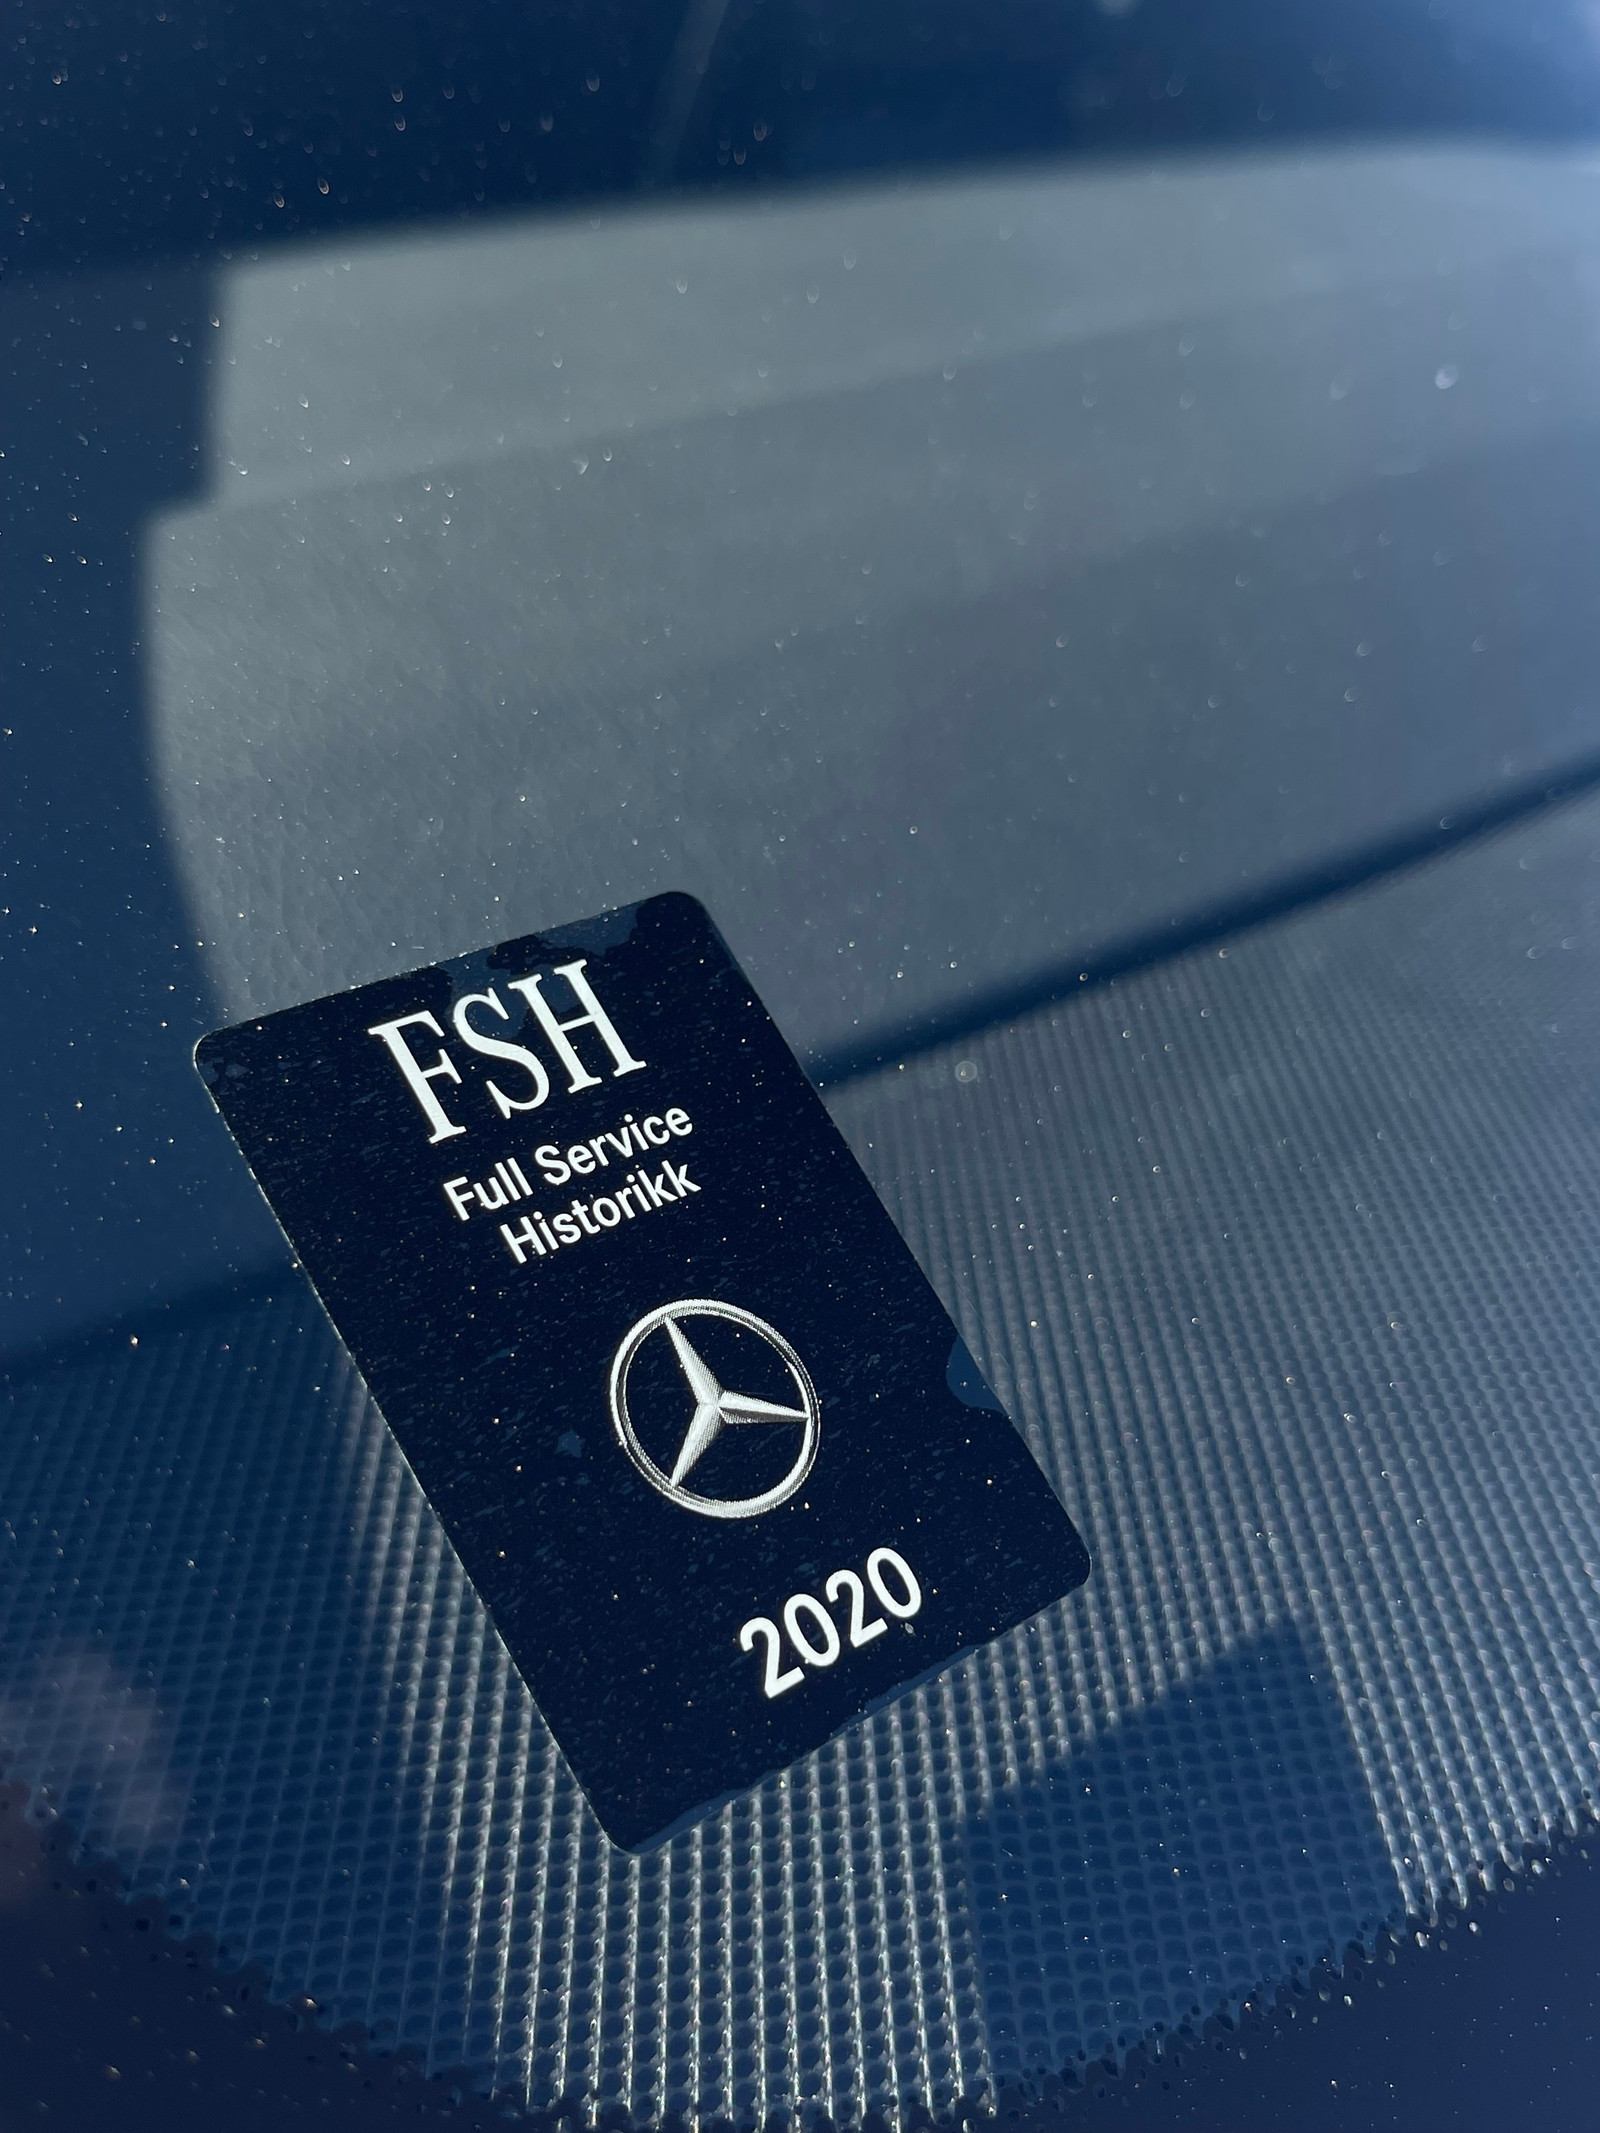 FSH
Full Service
Historikk
2020